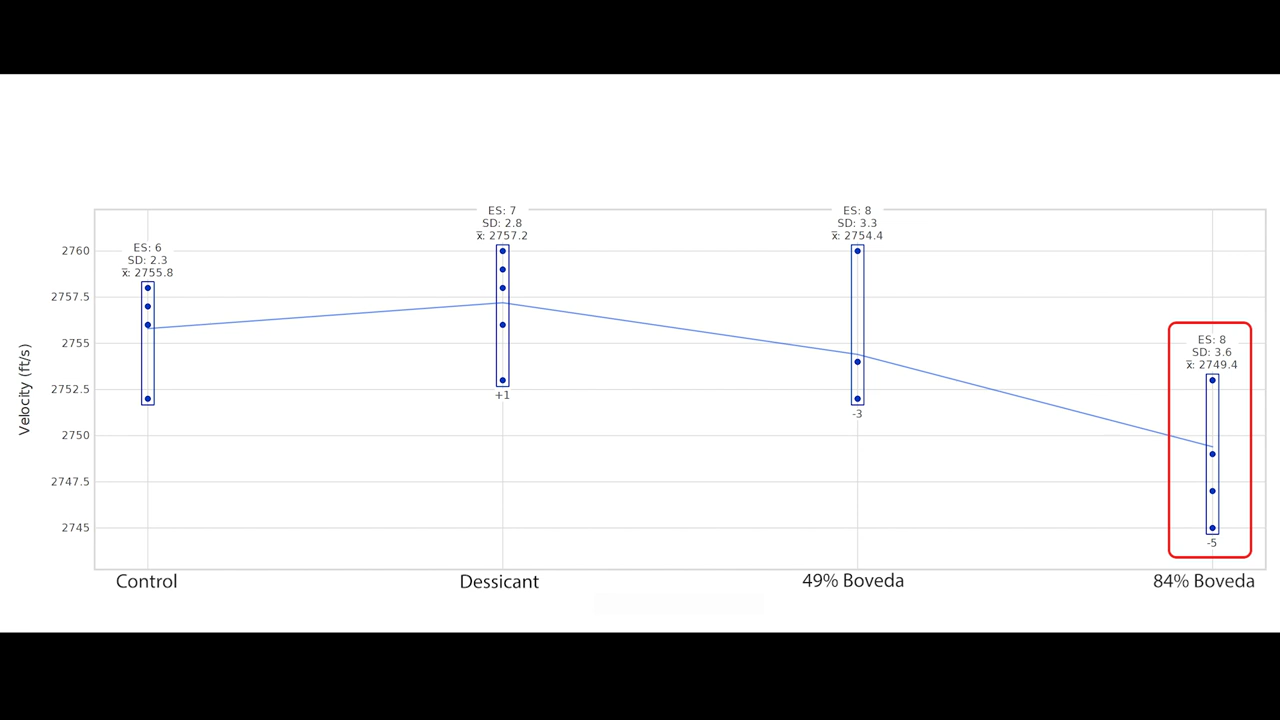 ES: 7
SD: 2.8
x̅: 2757.2
ES: 8
SD: 3.3
x̅: 2754.4
ES: 6
SD: 2.3
x̅: 2755.8
ES: 8
SD: 3.6
x̅: 2749.4
2760
2757.5
2755
2752.5
2750
2747.5
2745
Velocity (ft/s)
+1
-3
-5
Control
Dessicant
49% Boveda
84% Boveda